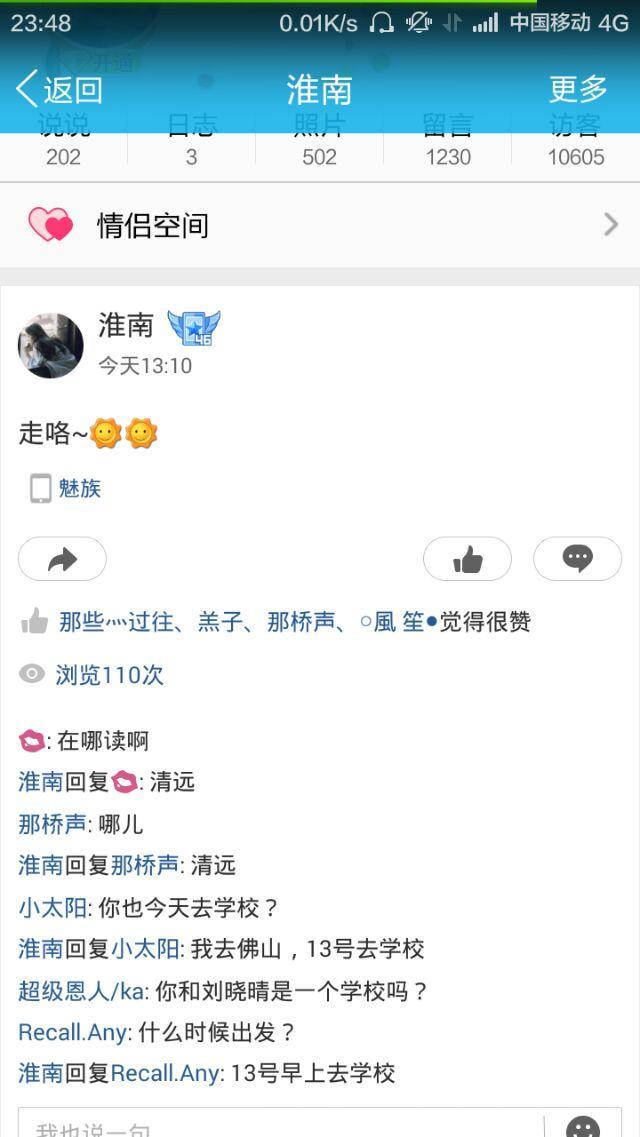 23:48 0.01K/s 中国移动 4G
开通
返回 淮南 更多
说说 日志 照片 留言 访客
202 3 502 1230 10605
情侣空间
淮南 46
今天13:10
走咯~
魅族
那些灬过往、羔子、那桥声、○風 笙●觉得很赞
浏览110次
: 在哪读啊
淮南回复: 清远
那桥声: 哪儿
淮南回复那桥声: 清远
小太阳: 你也今天去学校？
淮南回复小太阳: 我去佛山，13号去学校
超级恩人/ka: 你和刘晓晴是一个学校吗？
Recall.Any: 什么时候出发？
淮南回复Recall.Any: 13号早上去学校
我也说一句